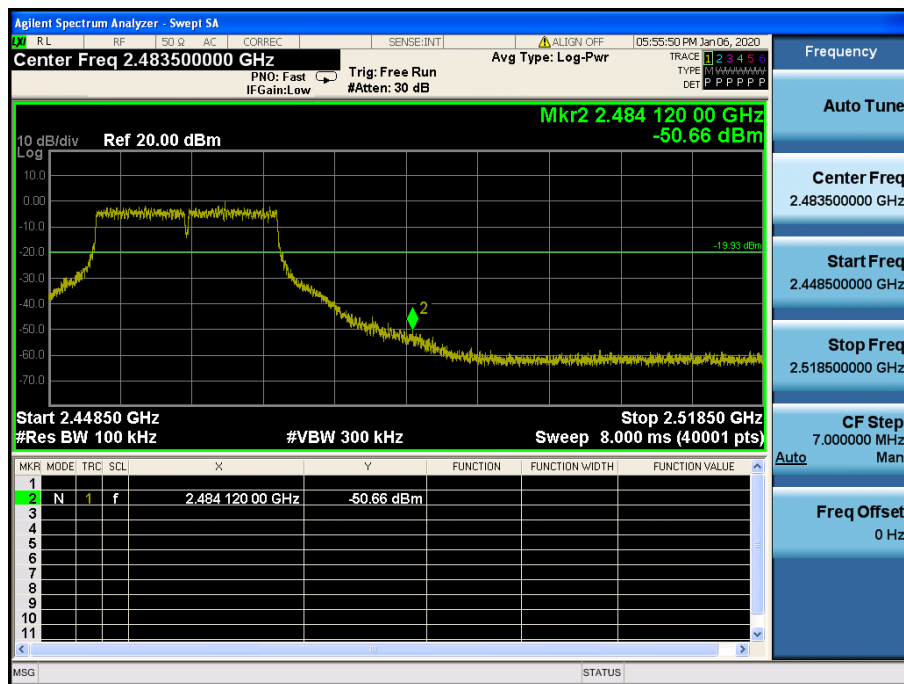 Agilent Spectrum Analyzer - Swept SA
LXI RL RF 50 Ω AC CORREC SENSE:INT ALIGN OFF 05:55:50 PM Jan 06, 2020
Center Freq 2.483500000 GHz
PNO: Fast
IFGain:Low
Trig: Free Run
#Atten: 30 dB
Avg Type: Log-Pwr
TRACE 1 2 3 4 5 6
TYPE M WWWWW
DET P P P P P P
Mkr2 2.484 120 00 GHz
-50.66 dBm
10 dB/div Ref 20.00 dBm
Log
10.0
0.00
-10.0
-20.0
-30.0
-40.0
-50.0
-60.0
-70.0
-19.93 dBm
2
Start 2.44850 GHz Stop 2.51850 GHz
#Res BW 100 kHz #VBW 300 kHz Sweep 8.000 ms (40001 pts)
MKR MODE TRC SCL X Y FUNCTION FUNCTION WIDTH FUNCTION VALUE
1
2 N 1 f 2.484 120 00 GHz -50.66 dBm
3
4
5
6
7
8
9
10
11
MSG STATUS
Frequency
Auto Tune
Center Freq
2.483500000 GHz
Start Freq
2.448500000 GHz
Stop Freq
2.518500000 GHz
CF Step
7.000000 MHz
Auto Man
Freq Offset
0 Hz